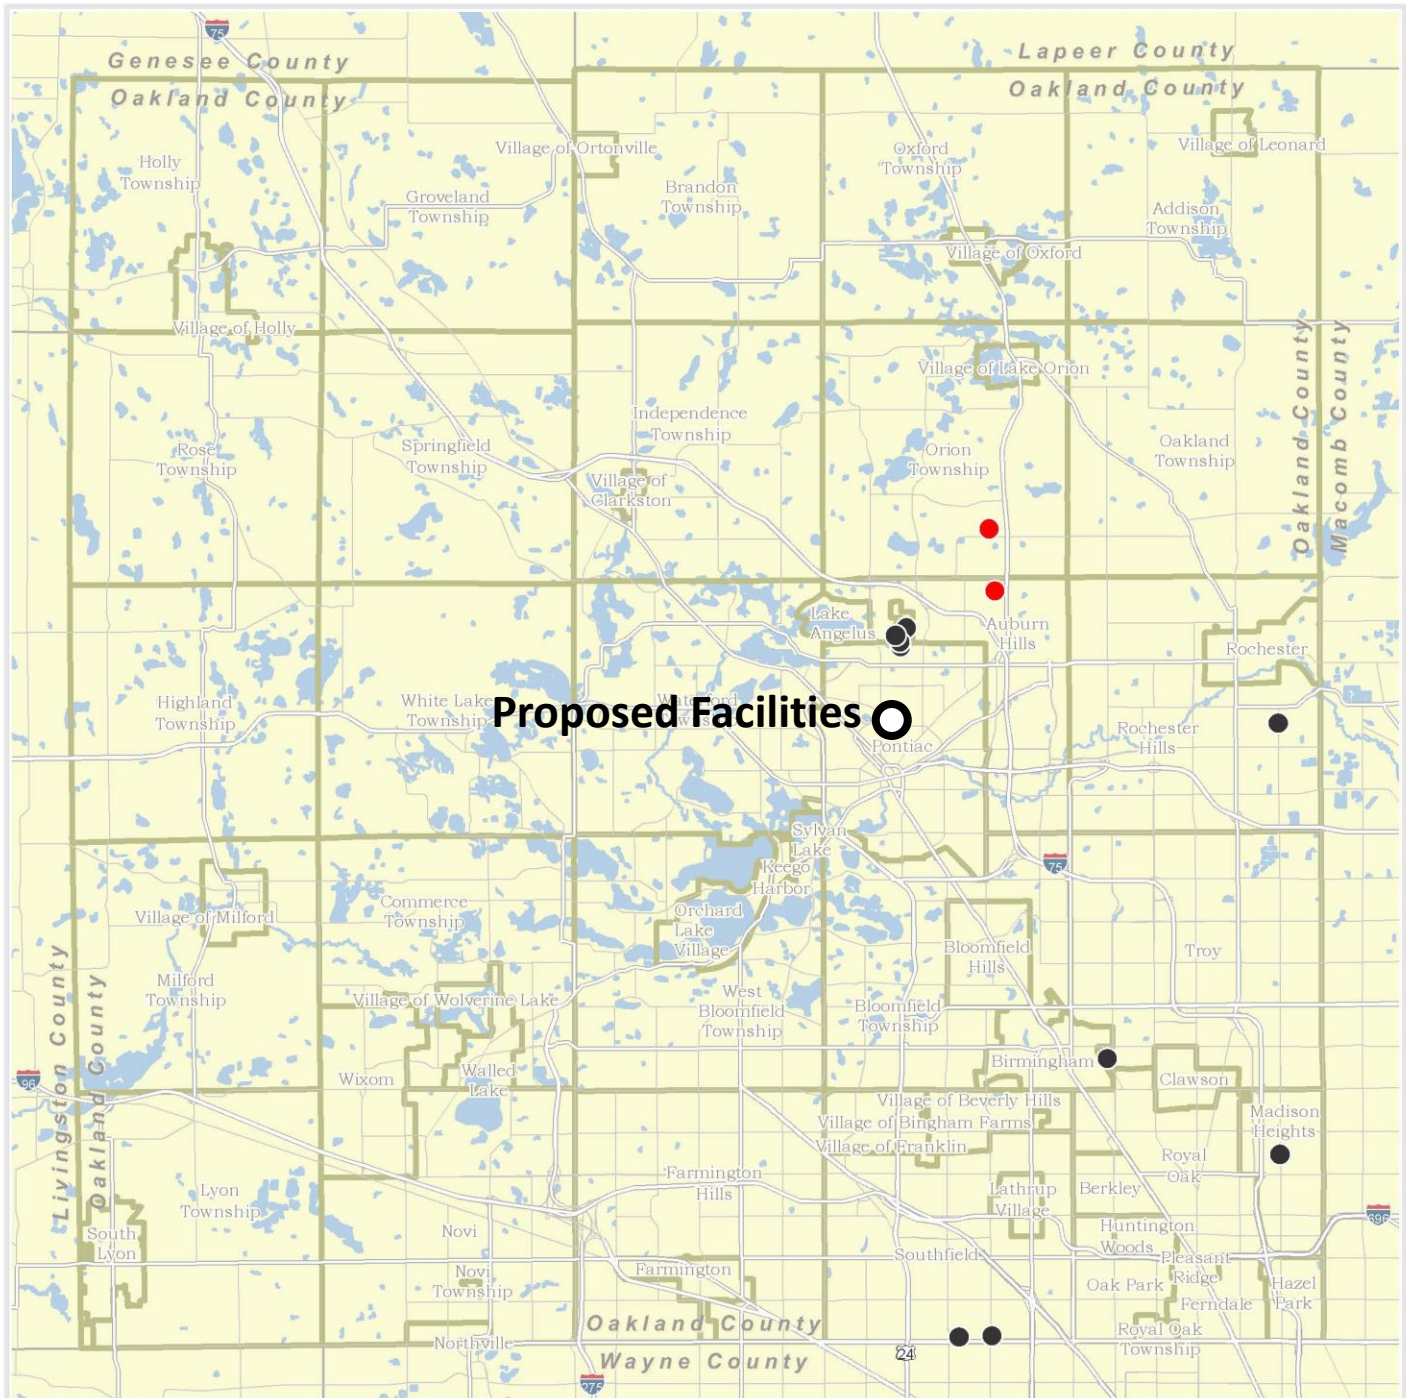 75
Genesee County
Oakland County
Lapeer County
Oakland County
Holly
Township
Village of Ortonville
Groveland
Township
Brandon
Township
Oxford
Township
Village of Leonard
Addison
Township
Village of Oxford
Village of Holly
Village of Lake Orion
Oakland County
Macomb County
Independence
Township
Rose
Township
Springfield
Township
Village of
Clarkston
Orion
Township
Oakland
Township
Lake
Angelus
Auburn
Hills
Rochester
Highland
Township
White Lake
Township
Proposed Facilities
Pontiac
Rochester
Hills
Sylvan
Lake
Keego
Harbor
75
Village of Milford
Commerce
Township
Orchard
Lake
Village
Bloomfield
Hills
Troy
Livingston County
Oakland County
Milford
Township
Village of Wolverine Lake
West
Bloomfield
Township
Bloomfield
Township
96
Wixom
Walled
Lake
Birmingham
Clawson
Village of Beverly Hills
Village of Bingham Farms
Village of Franklin
Madison
Heights
Royal
Oak
Lyon
Township
Farmington
Hills
Lathrup
Village
Berkley
696
South
Lyon
Novi
Huntington
Woods
Southfield
Pleasant
Ridge
Novi
Township
Farmington
Oak Park
Hazel
Park
Ferndale
Northville
Oakland County
Wayne County
24
Royal Oak
Township
275